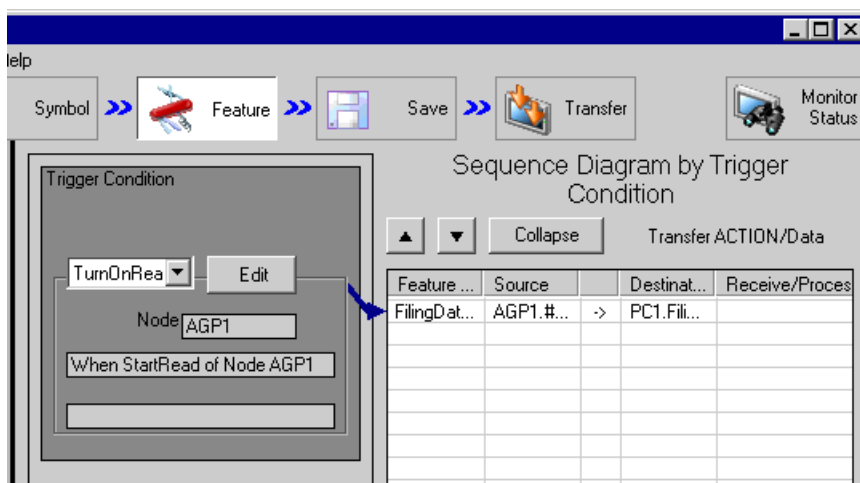 Help
Symbol
Feature
Save
Transfer
Monitor
Status
Trigger Condition
TurnOnRea
Edit
Node
AGP1
When StartRead of Node AGP1
Sequence Diagram by Trigger
Condition
Collapse
Transfer ACTION/Data
Feature ... Source Destinat... Receive/Proces
FilingDat... AGP1.#... -> PC1.Fili...